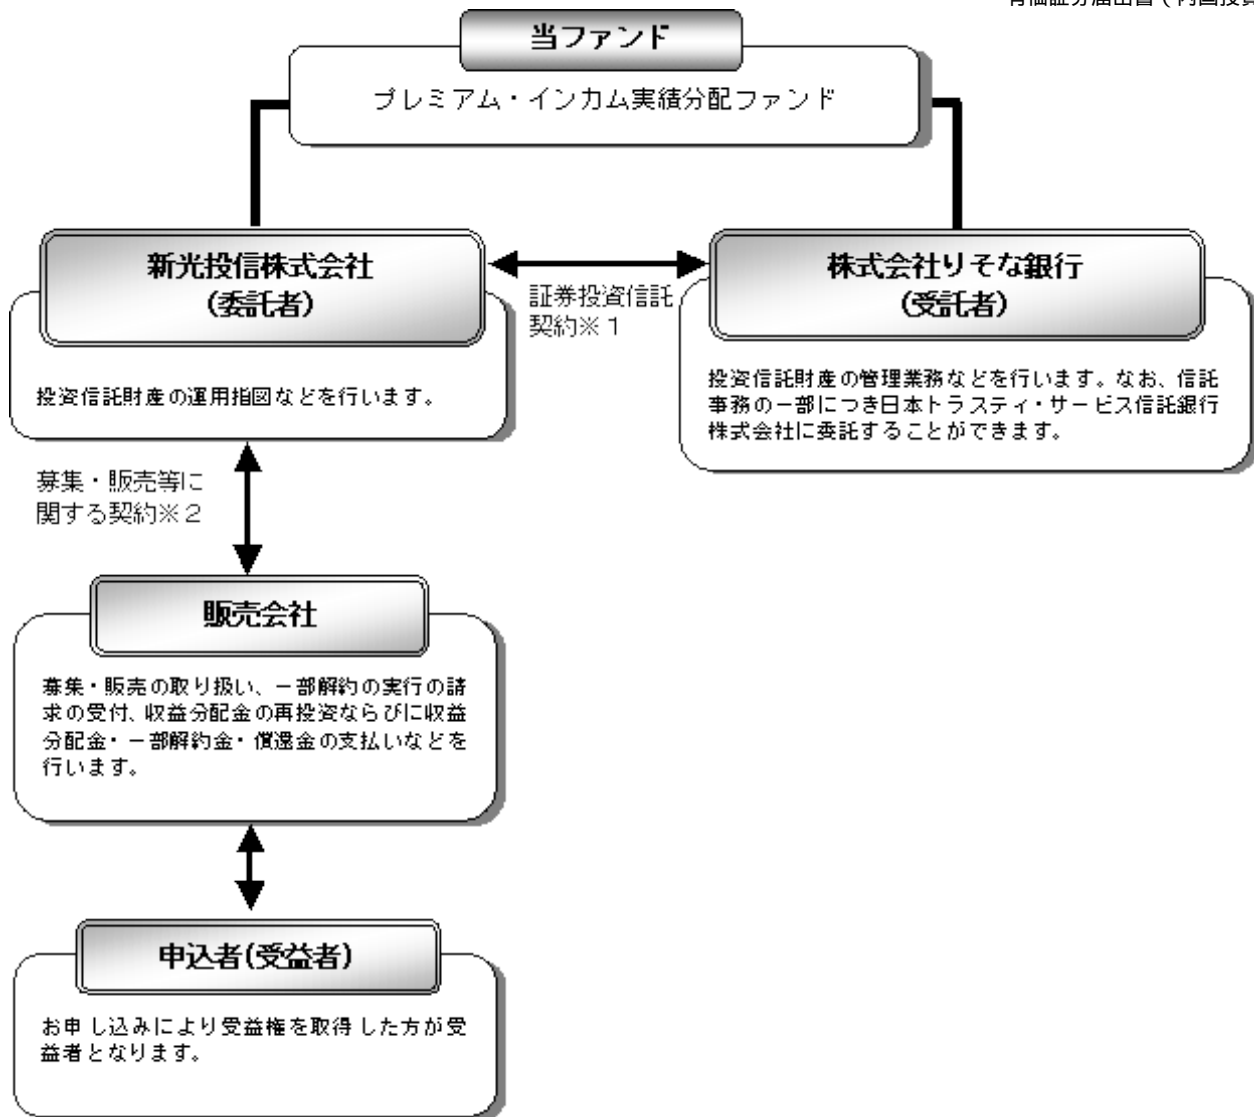 当ファンド
プレミアム・インカム実績分配ファンド
新光投信株式会社
(委託者)
投資信託財産の運用指図などを行います。
証券投資信託
契約※1
株式会社りそな銀行
(受託者)
投資信託財産の管理業務などを行います。なお、信託
事務の一部につき日本トラスティ・サービス信託銀行
株式会社に委託することができます。
募集・販売等に
関する契約※2
販売会社
募集・販売の取り扱い、一部解約の実行の請
求の受付、収益分配金の再投資ならびに収益
分配金・一部解約金・償還金の支払いなどを
行います。
申込者(受益者)
お申し込みにより受益権を取得した方が受
益者となります。